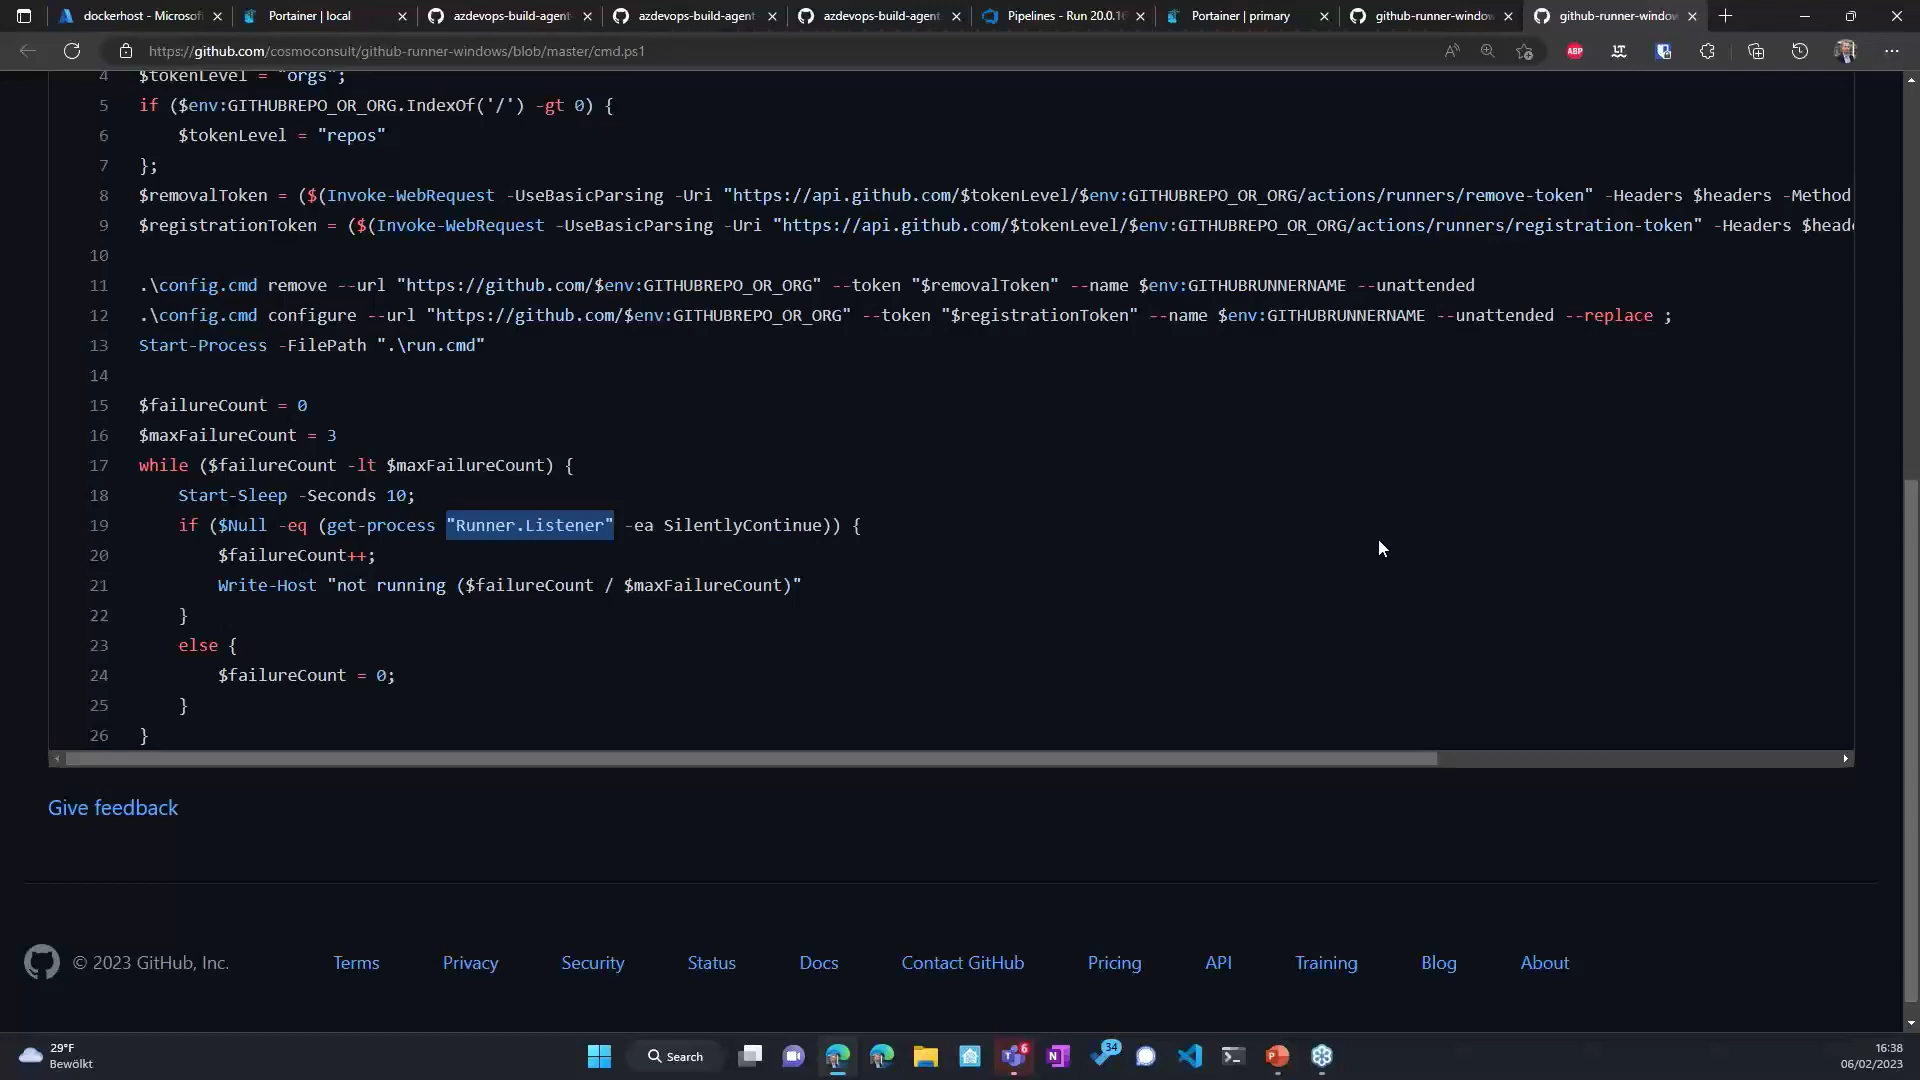 dockerhost - Microsof
Portainer | local
azdevops-build-agent
azdevops-build-agent
azdevops-build-agent
Pipelines - Run 20.0.1
Portainer | primary
github-runner-window
github-runner-window
https://github.com/cosmoconsult/github-runner-windows/blob/master/cmd.ps1
ABP
4 $tokenLevel = "orgs";
5 if ($env:GITHUBREPO_OR_ORG.IndexOf('/') -gt 0) {
6 $tokenLevel = "repos"
7 };
8 $removalToken = ($(Invoke-WebRequest -UseBasicParsing -Uri "https://api.github.com/$tokenLevel/$env:GITHUBREPO_OR_ORG/actions/runners/remove-token" -Headers $headers -Method
9 $registrationToken = ($(Invoke-WebRequest -UseBasicParsing -Uri "https://api.github.com/$tokenLevel/$env:GITHUBREPO_OR_ORG/actions/runners/registration-token" -Headers $heade
10
11 .\config.cmd remove --url "https://github.com/$env:GITHUBREPO_OR_ORG" --token "$removalToken" --name $env:GITHUBRUNNERNAME --unattended
12 .\config.cmd configure --url "https://github.com/$env:GITHUBREPO_OR_ORG" --token "$registrationToken" --name $env:GITHUBRUNNERNAME --unattended --replace ;
13 Start-Process -FilePath ".\run.cmd"
14
15 $failureCount = 0
16 $maxFailureCount = 3
17 while ($failureCount -lt $maxFailureCount) {
18 Start-Sleep -Seconds 10;
19 if ($Null -eq (get-process "Runner.Listener" -ea SilentlyContinue)) {
20 $failureCount++;
21 Write-Host "not running ($failureCount / $maxFailureCount)"
22 }
23 else {
24 $failureCount = 0;
25 }
26 }
Give feedback
© 2023 GitHub, Inc.
Terms
Privacy
Security
Status
Docs
Contact GitHub
Pricing
API
Training
Blog
About
29°F
Bewölkt
Search
6
34
16:38
06/02/2023